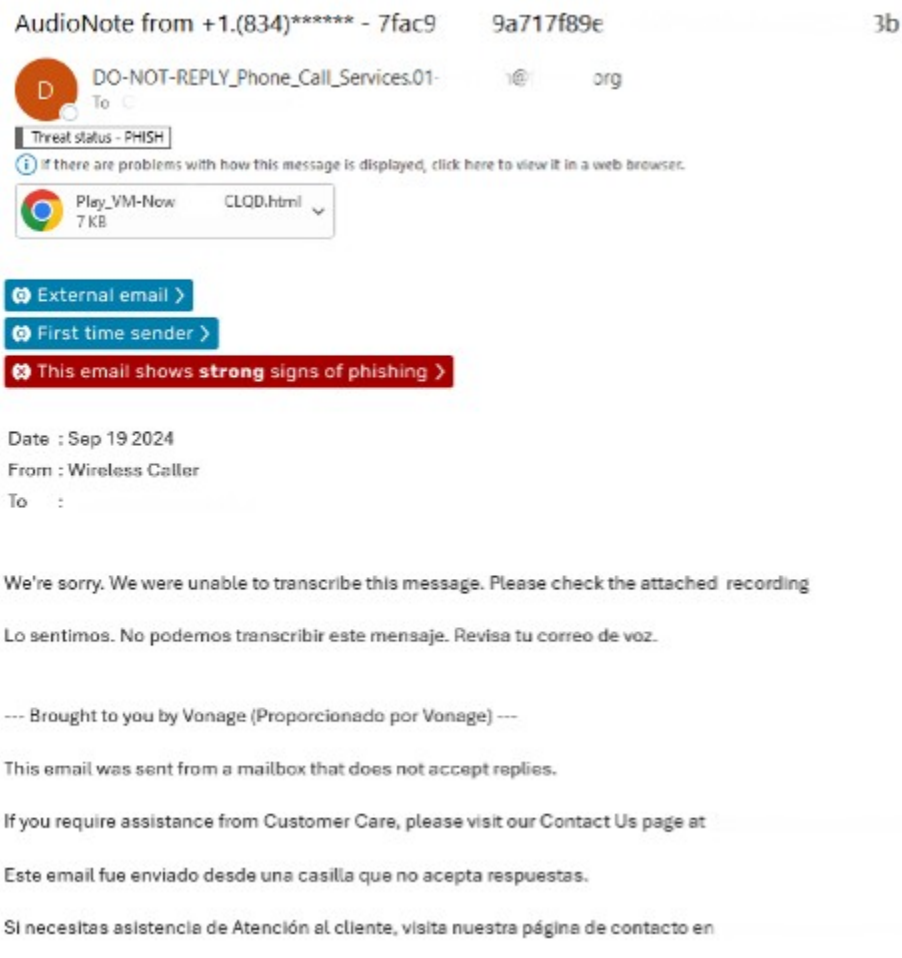 AudioNote from +1.(834)****** - 7fac9 9a717f89e 3b
D
DO-NOT-REPLY_Phone_Call_Services.01- @ org
To
Threat status - PHISH
If there are problems with how this message is displayed, click here to view it in a web browser.
Play_VM-Now CLQD.html
7 KB
External email >
First time sender >
This email shows strong signs of phishing >
Date : Sep 19 2024
From : Wireless Caller
To :
We're sorry. We were unable to transcribe this message. Please check the attached recording
Lo sentimos. No podemos transcribir este mensaje. Revisa tu correo de voz.
--- Brought to you by Vonage (Proporcionado por Vonage) ---
This email was sent from a mailbox that does not accept replies.
If you require assistance from Customer Care, please visit our Contact Us page at
Este email fue enviado desde una casilla que no acepta respuestas.
Si necesitas asistencia de Atención al cliente, visita nuestra página de contacto en